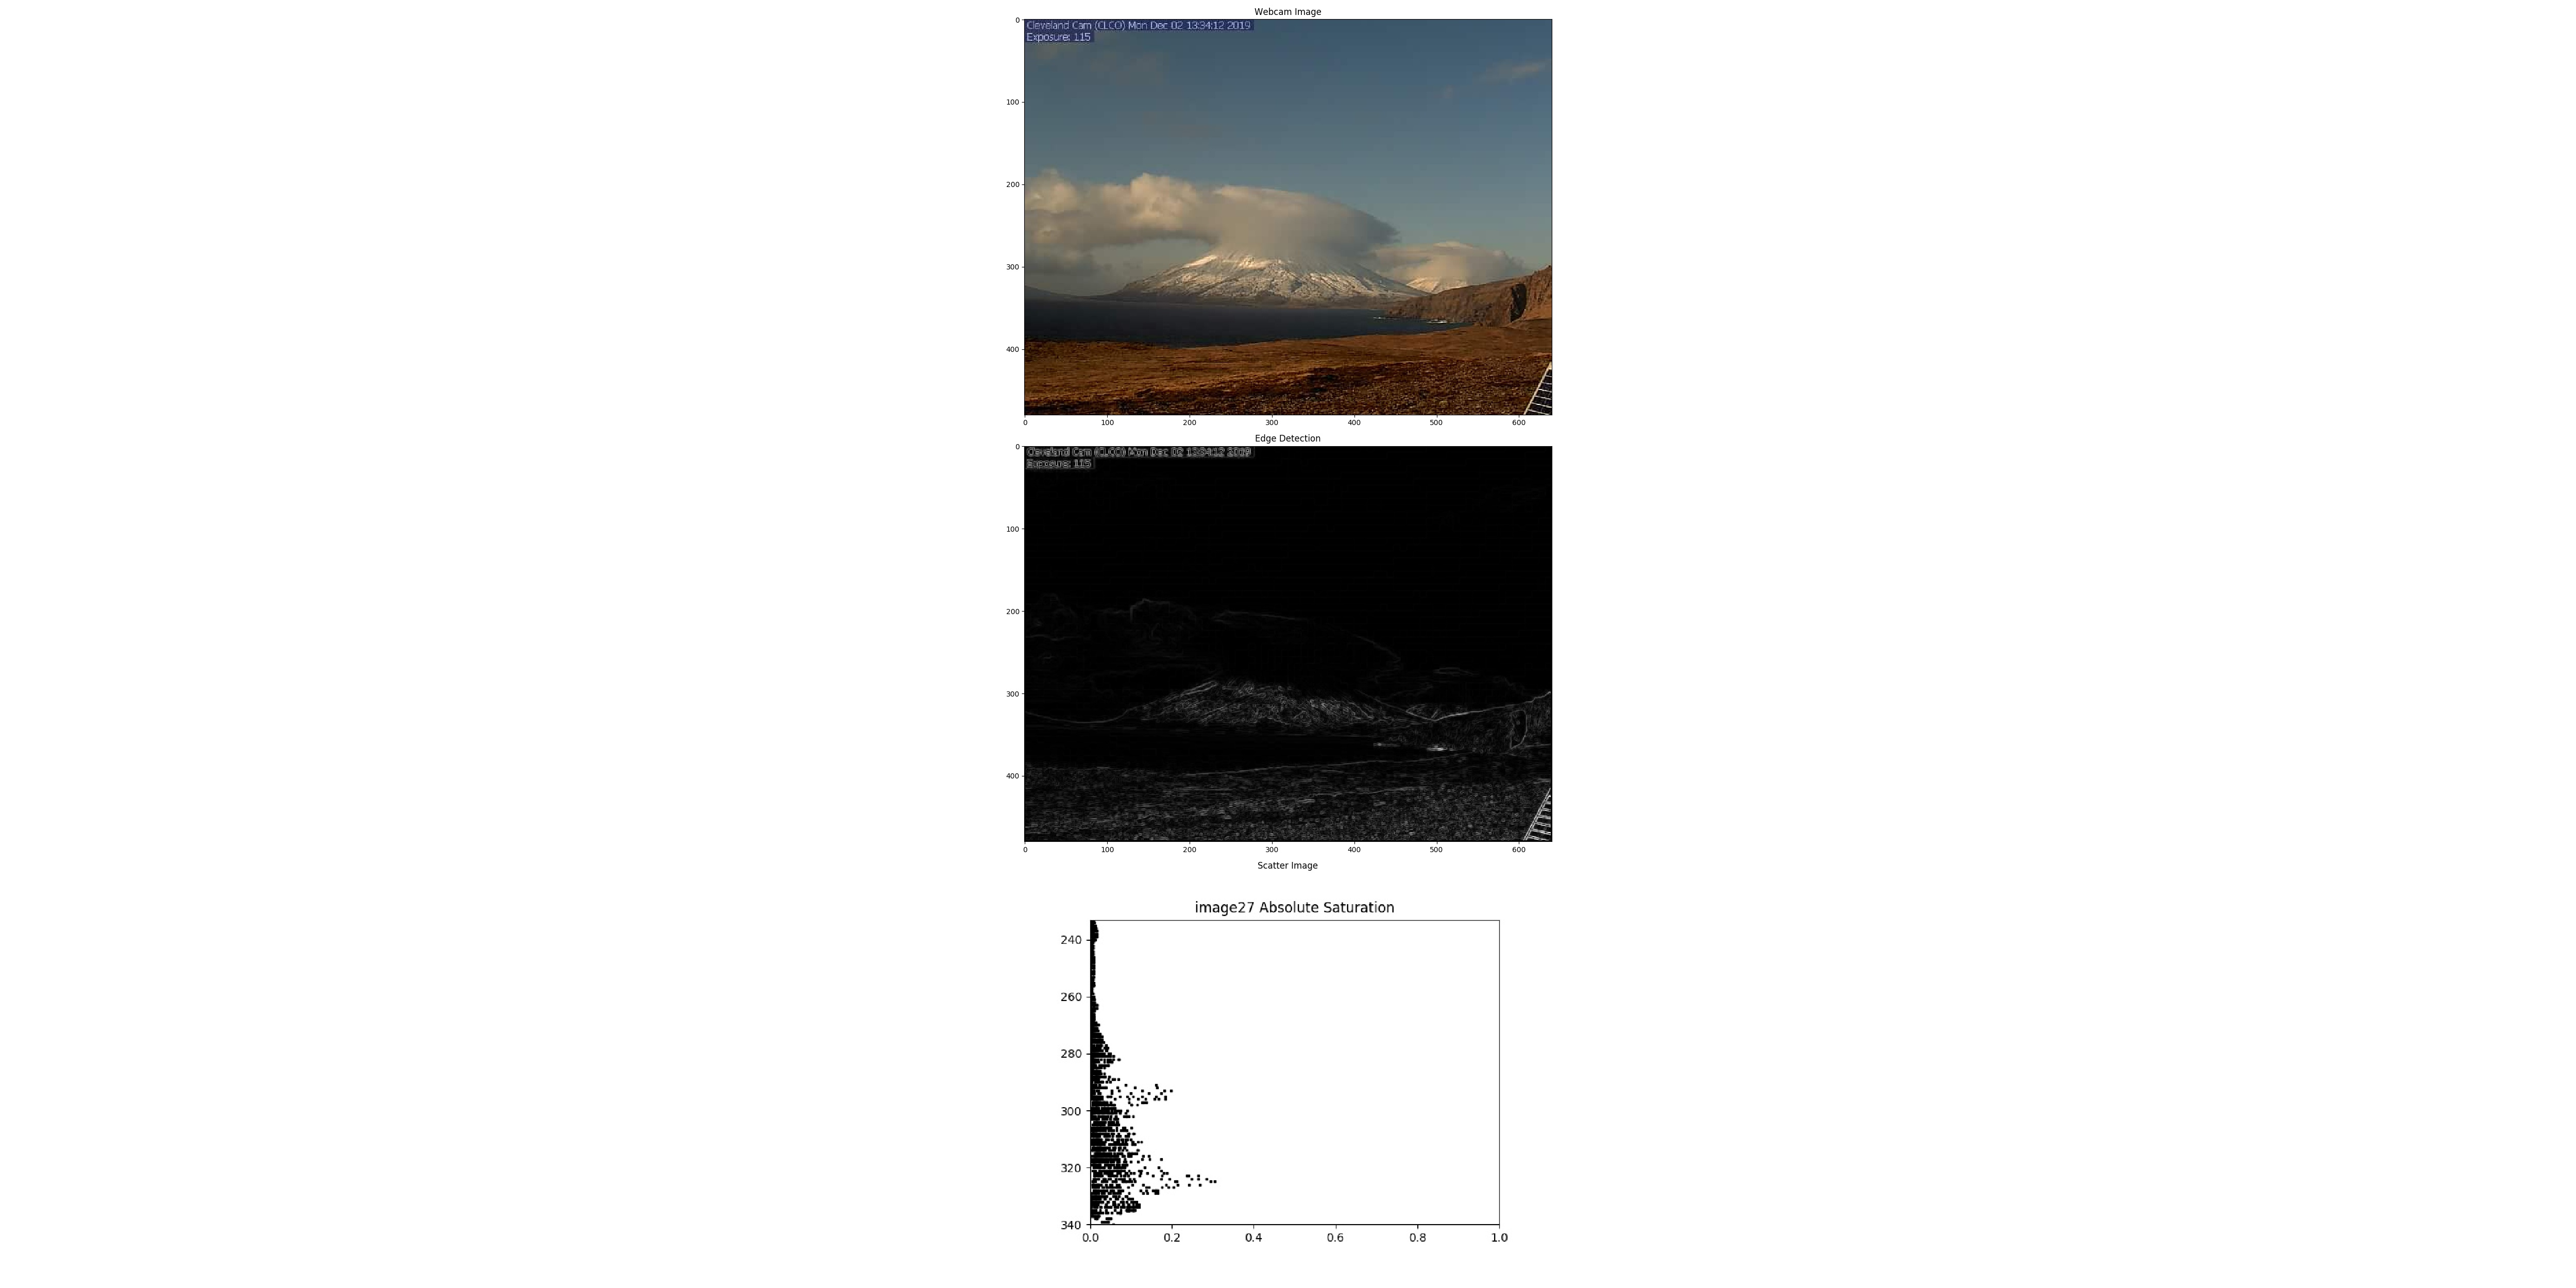 Webcam Image
Cleveland Cam (CLCO) Mon Dec 02 13:34:12 2019
Exposure: 115
0
100
200
300
400
0 100 200 300 400 500 600
Edge Detection
Cleveland Cam (CLCO) Mon Dec 02 13:34:12 2019
Exposure: 115
0
100
200
300
400
0 100 200 300 400 500 600
Scatter Image
image27 Absolute Saturation
240
260
280
300
320
340
0.0 0.2 0.4 0.6 0.8 1.0